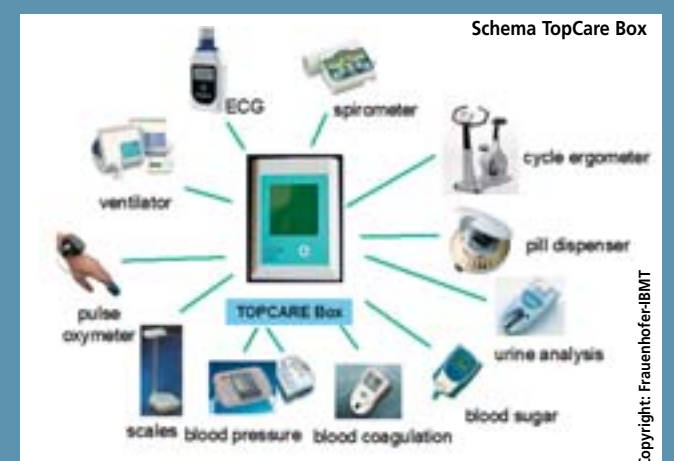 Schema TopCare Box
ECG
spirometer
cycle ergometer
ventilator
pill dispenser
pulse
oxymeter
TOPCARE Box
urine analysis
blood sugar
scales
blood pressure
blood coagulation
Copyright: Frauenhofer-IBMT